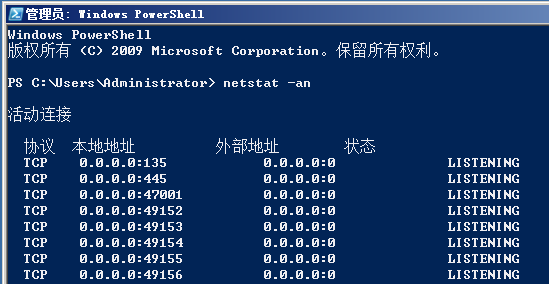 管理员: Windows PowerShell
Windows PowerShell
版权所有 (C) 2009 Microsoft Corporation。保留所有权利。
PS C:\Users\Administrator> netstat -an
活动连接
协议 本地地址 外部地址 状态
TCP 0.0.0.0:135 0.0.0.0:0 LISTENING
TCP 0.0.0.0:445 0.0.0.0:0 LISTENING
TCP 0.0.0.0:47001 0.0.0.0:0 LISTENING
TCP 0.0.0.0:49152 0.0.0.0:0 LISTENING
TCP 0.0.0.0:49153 0.0.0.0:0 LISTENING
TCP 0.0.0.0:49154 0.0.0.0:0 LISTENING
TCP 0.0.0.0:49155 0.0.0.0:0 LISTENING
TCP 0.0.0.0:49156 0.0.0.0:0 LISTENING